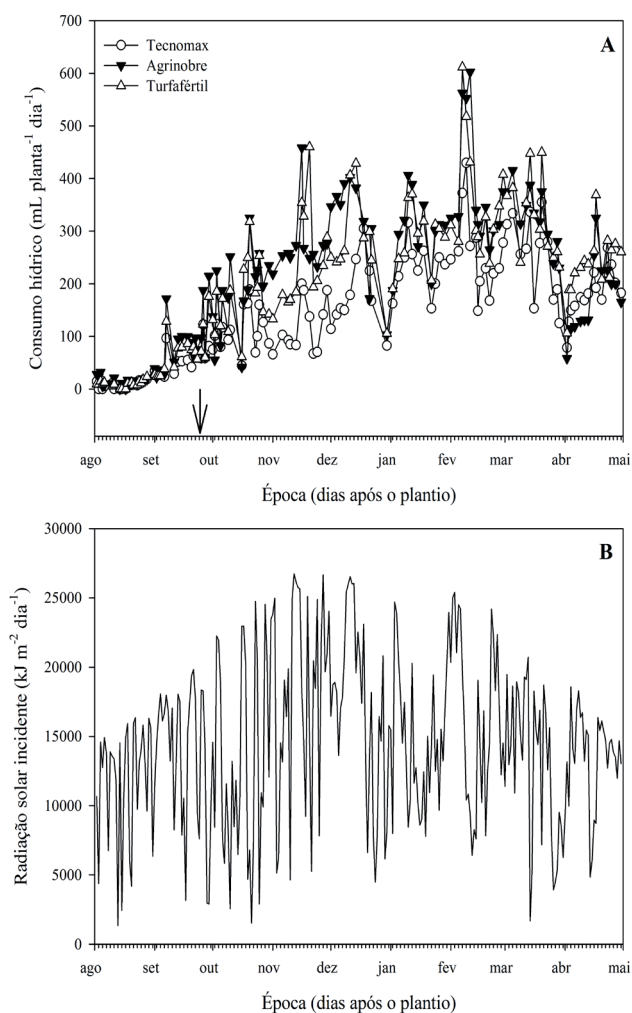 700
600
500
400
300
200
100
0
Consumo hídrico (mL planta⁻¹ dia⁻¹)
Tecnomax
Agrinobre
Turfafértil
A
ago set out nov dez jan fev mar abr mai
Época (dias após o plantio)
30000
25000
20000
15000
10000
5000
0
Radiação solar incidente (kJ m⁻² dia⁻¹)
B
ago set out nov dez jan fev mar abr mai
Época (dias após o plantio)